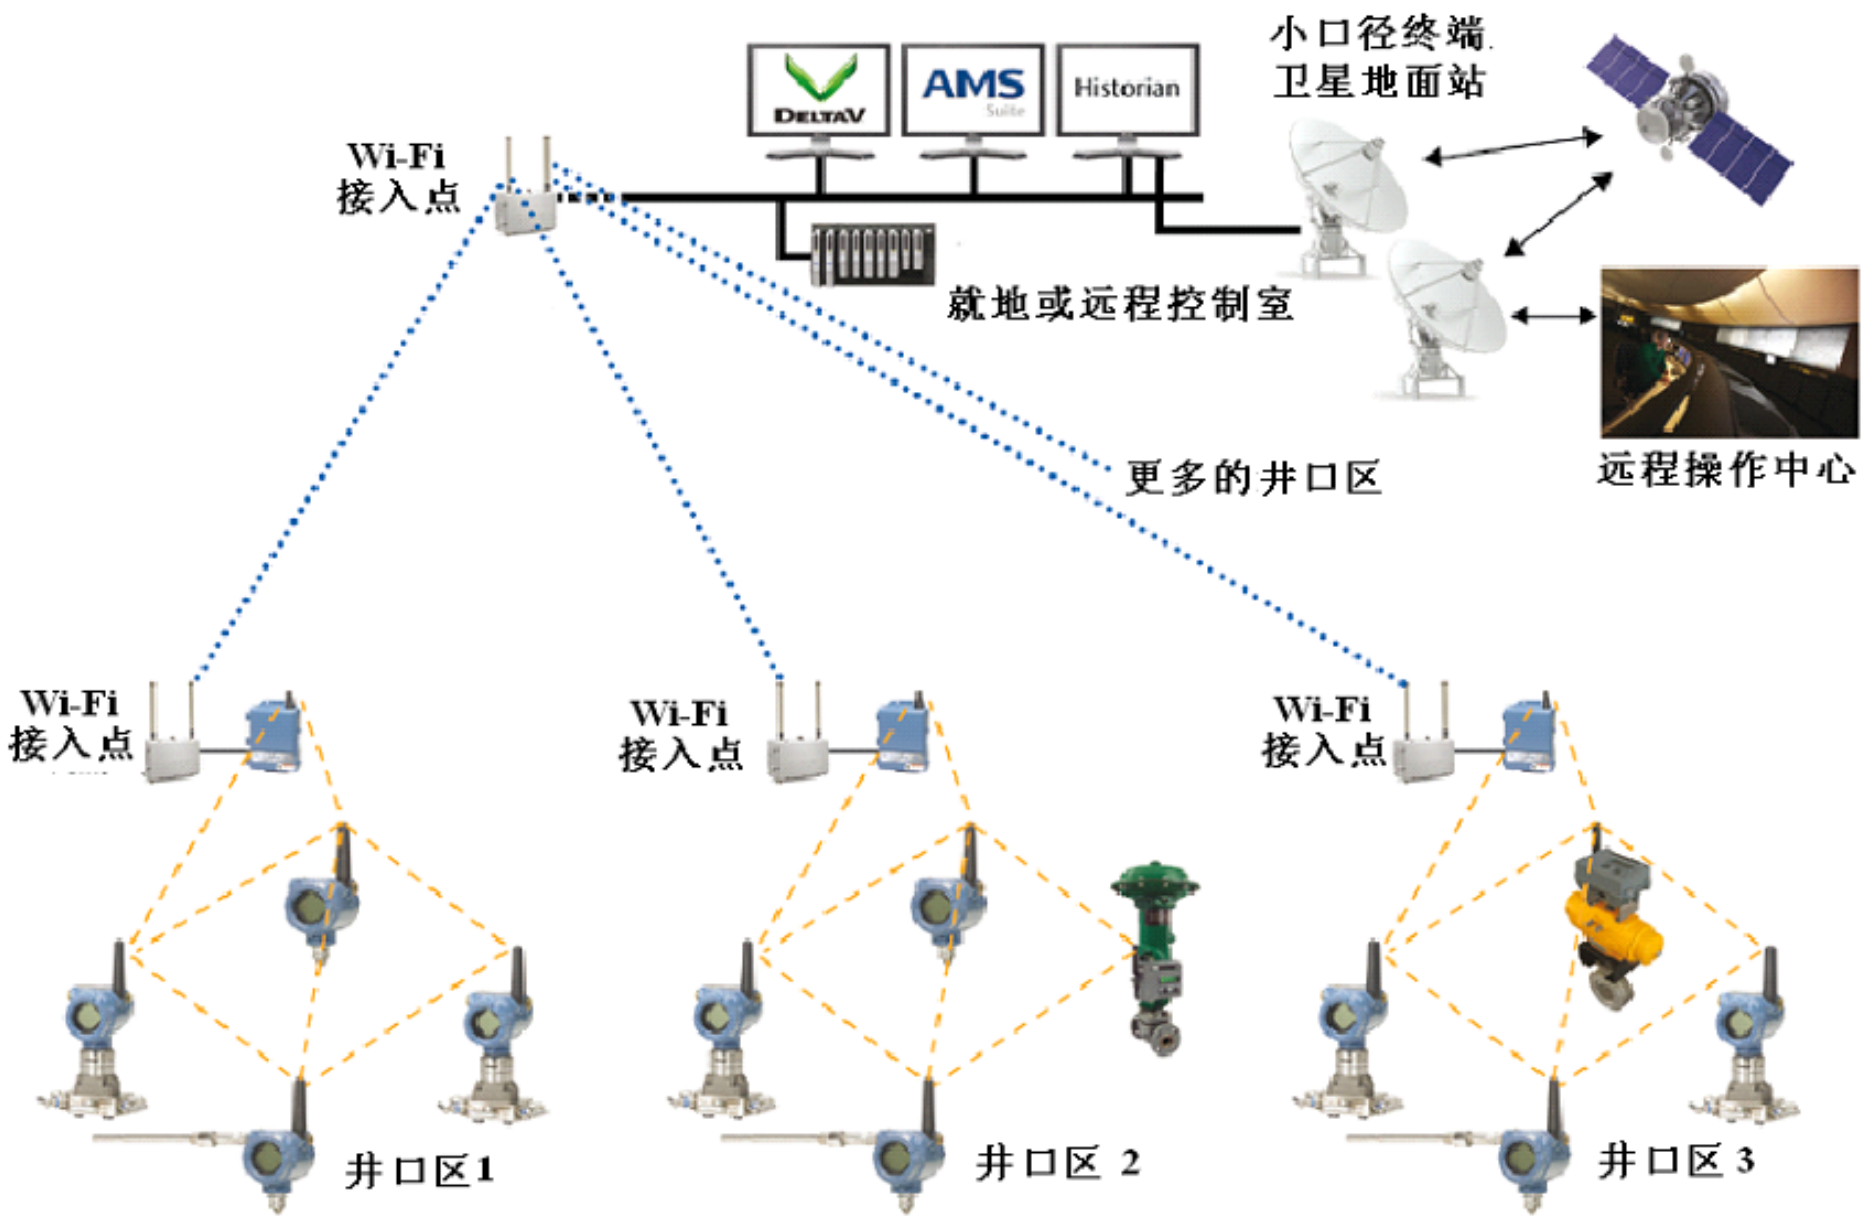 小口径终端
卫星地面站
DELTAV
AMS
Suite
Historian
Wi-Fi
接入点
就地或远程控制室
更多的井口区
远程操作中心
Wi-Fi
接入点
Wi-Fi
接入点
Wi-Fi
接入点
井口区1
井口区 2
井口区 3